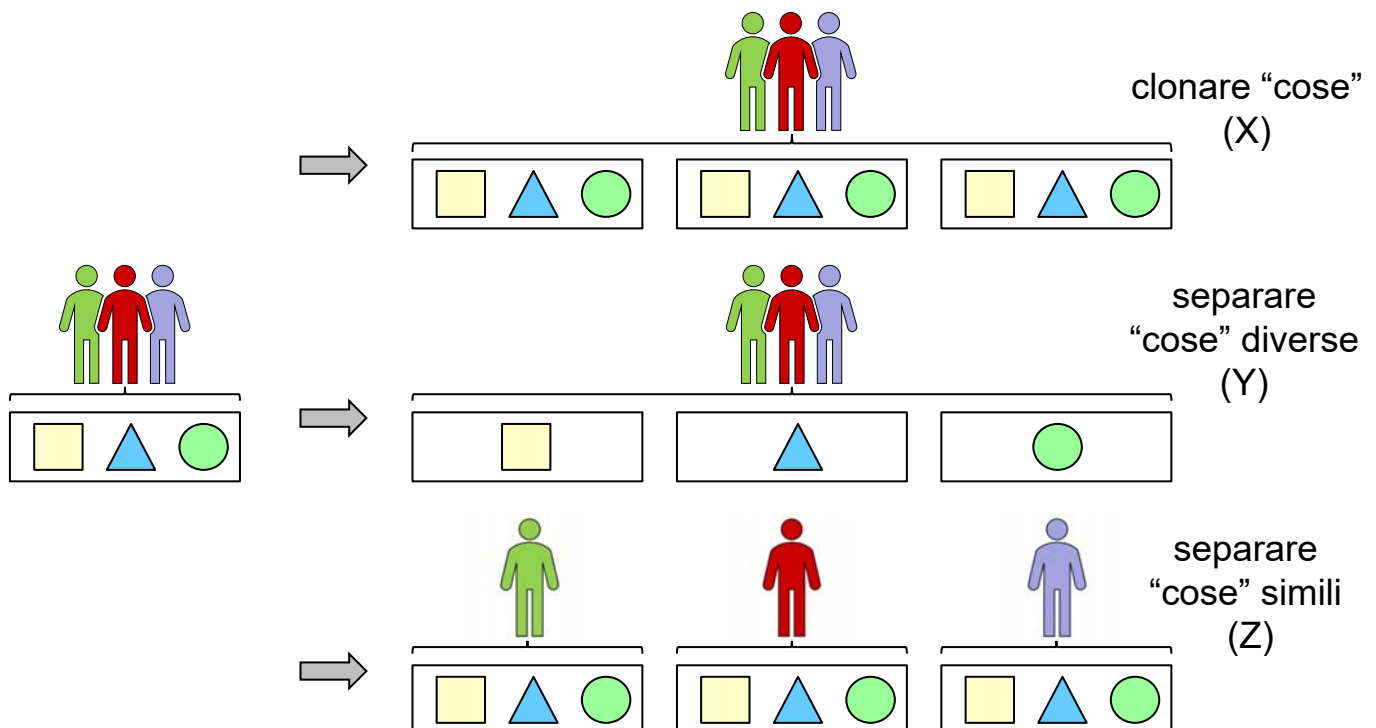 clonare “cose”
(X)
separare
“cose” diverse
(Y)
separare
“cose” simili
(Z)